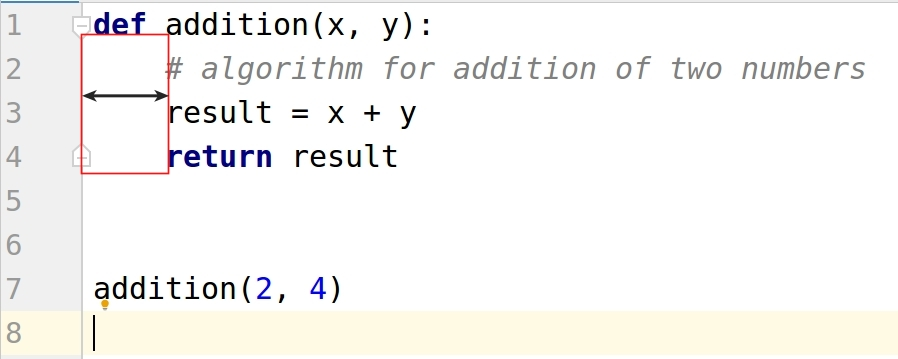 1 def addition(x, y):
2     # algorithm for addition of two numbers
3     result = x + y
4     return result
5
6
7 addition(2, 4)
8